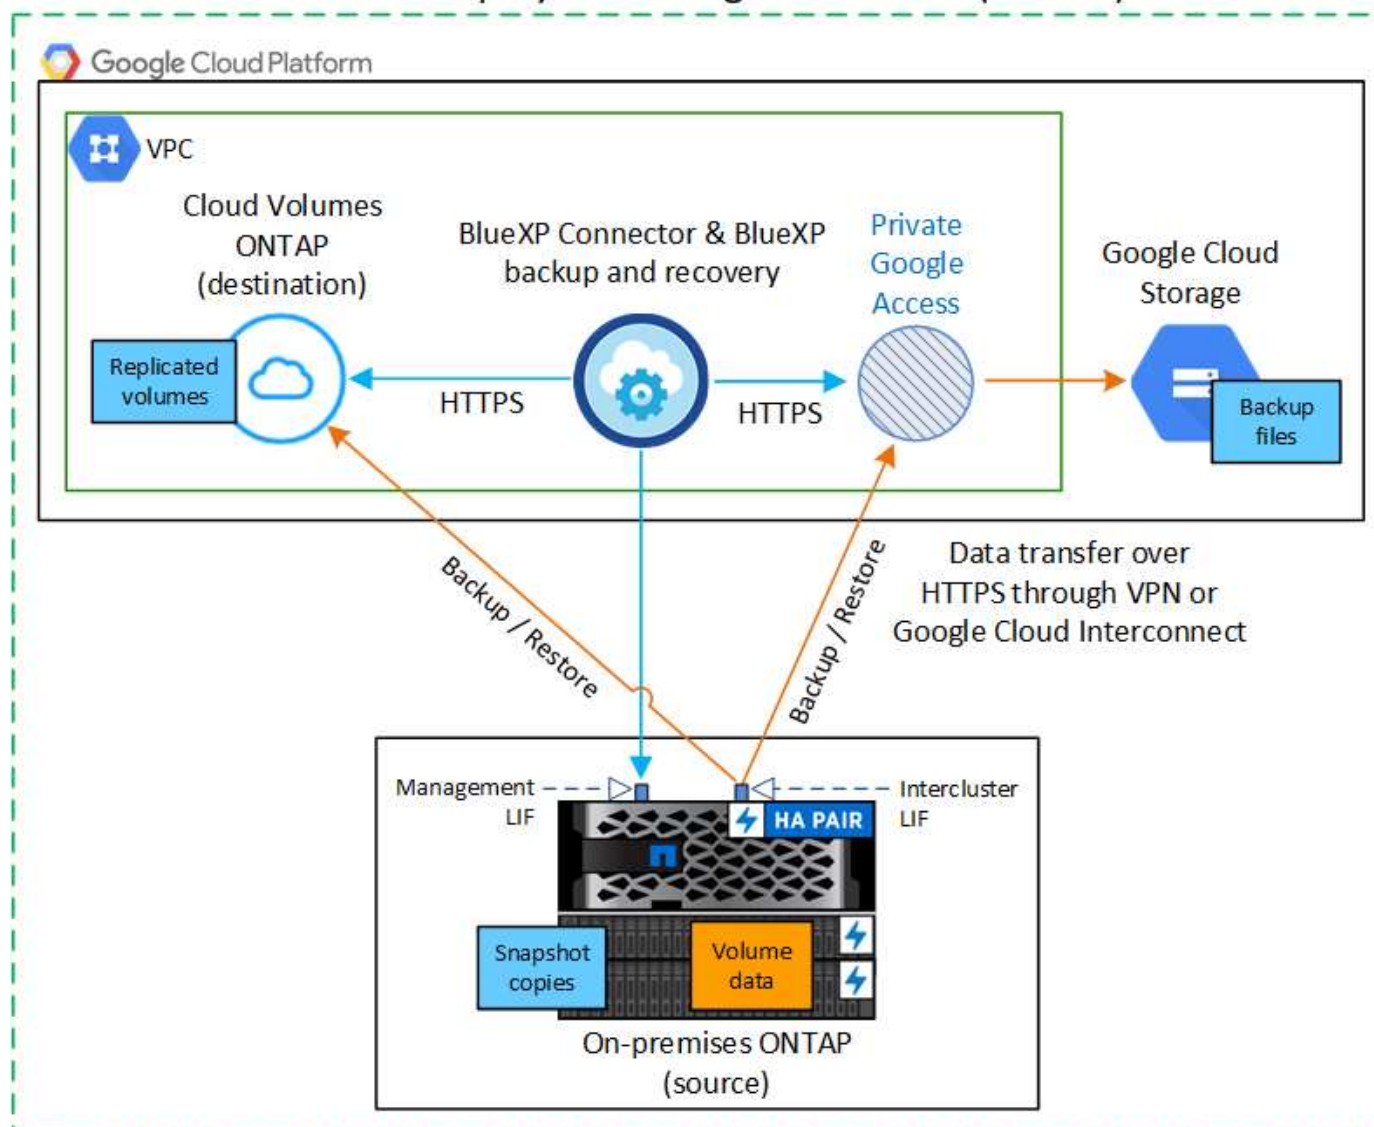 Google Cloud Platform
VPC
Cloud Volumes
ONTAP
(destination)
BlueXP Connector & BlueXP
backup and recovery
Private
Google
Access
Google Cloud
Storage
Replicated
volumes
HTTPS
HTTPS
Backup
files
Backup / Restore
Backup / Restore
Data transfer over
HTTPS through VPN or
Google Cloud Interconnect
Management
LIF
Intercluster
LIF
HA PAIR
Snapshot
copies
Volume
data
On-premises ONTAP
(source)